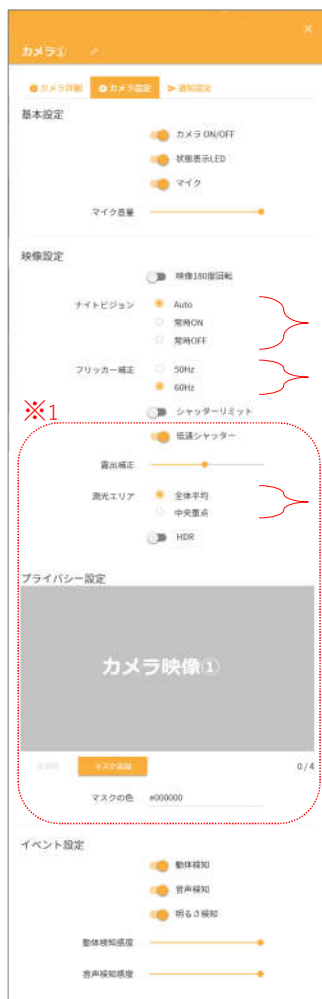 ×
カメラ①
カメラ詳細 カメラ設定 通知設定
基本設定
カメラ ON/OFF
状態表示LED
マイク
マイク音量
映像設定
映像180度回転
ナイトビジョン Auto
常時ON
常時OFF
フリッカー補正 50Hz
60Hz
※1
シャッターリミット
低速シャッター
露出補正
測光エリア 全体平均
中央重点
HDR
プライバシー設定
カメラ映像①
マスク追加 0/4
マスクの色 #000000
イベント設定
動体検知
音声検知
明るさ検知
動体検知感度
音声検知感度